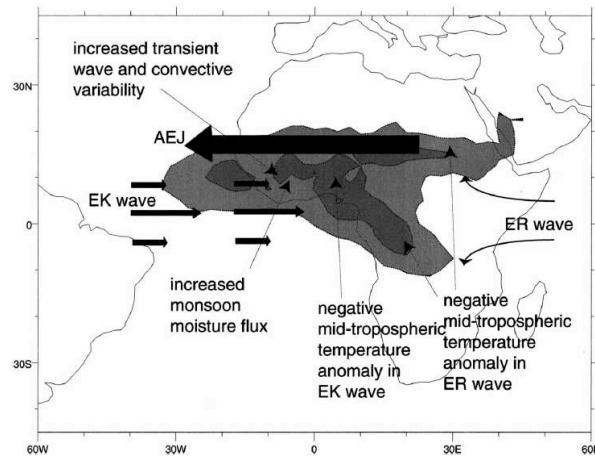 increased transient
wave and convective
variability
30N
AEJ
EK wave
0
ER wave
increased
monsoon
moisture flux
negative
mid-tropospheric
temperature
anomaly in
EK wave
negative
mid-tropospheric
temperature
anomaly in
ER wave
30S
60W
30W
0
30E
60E